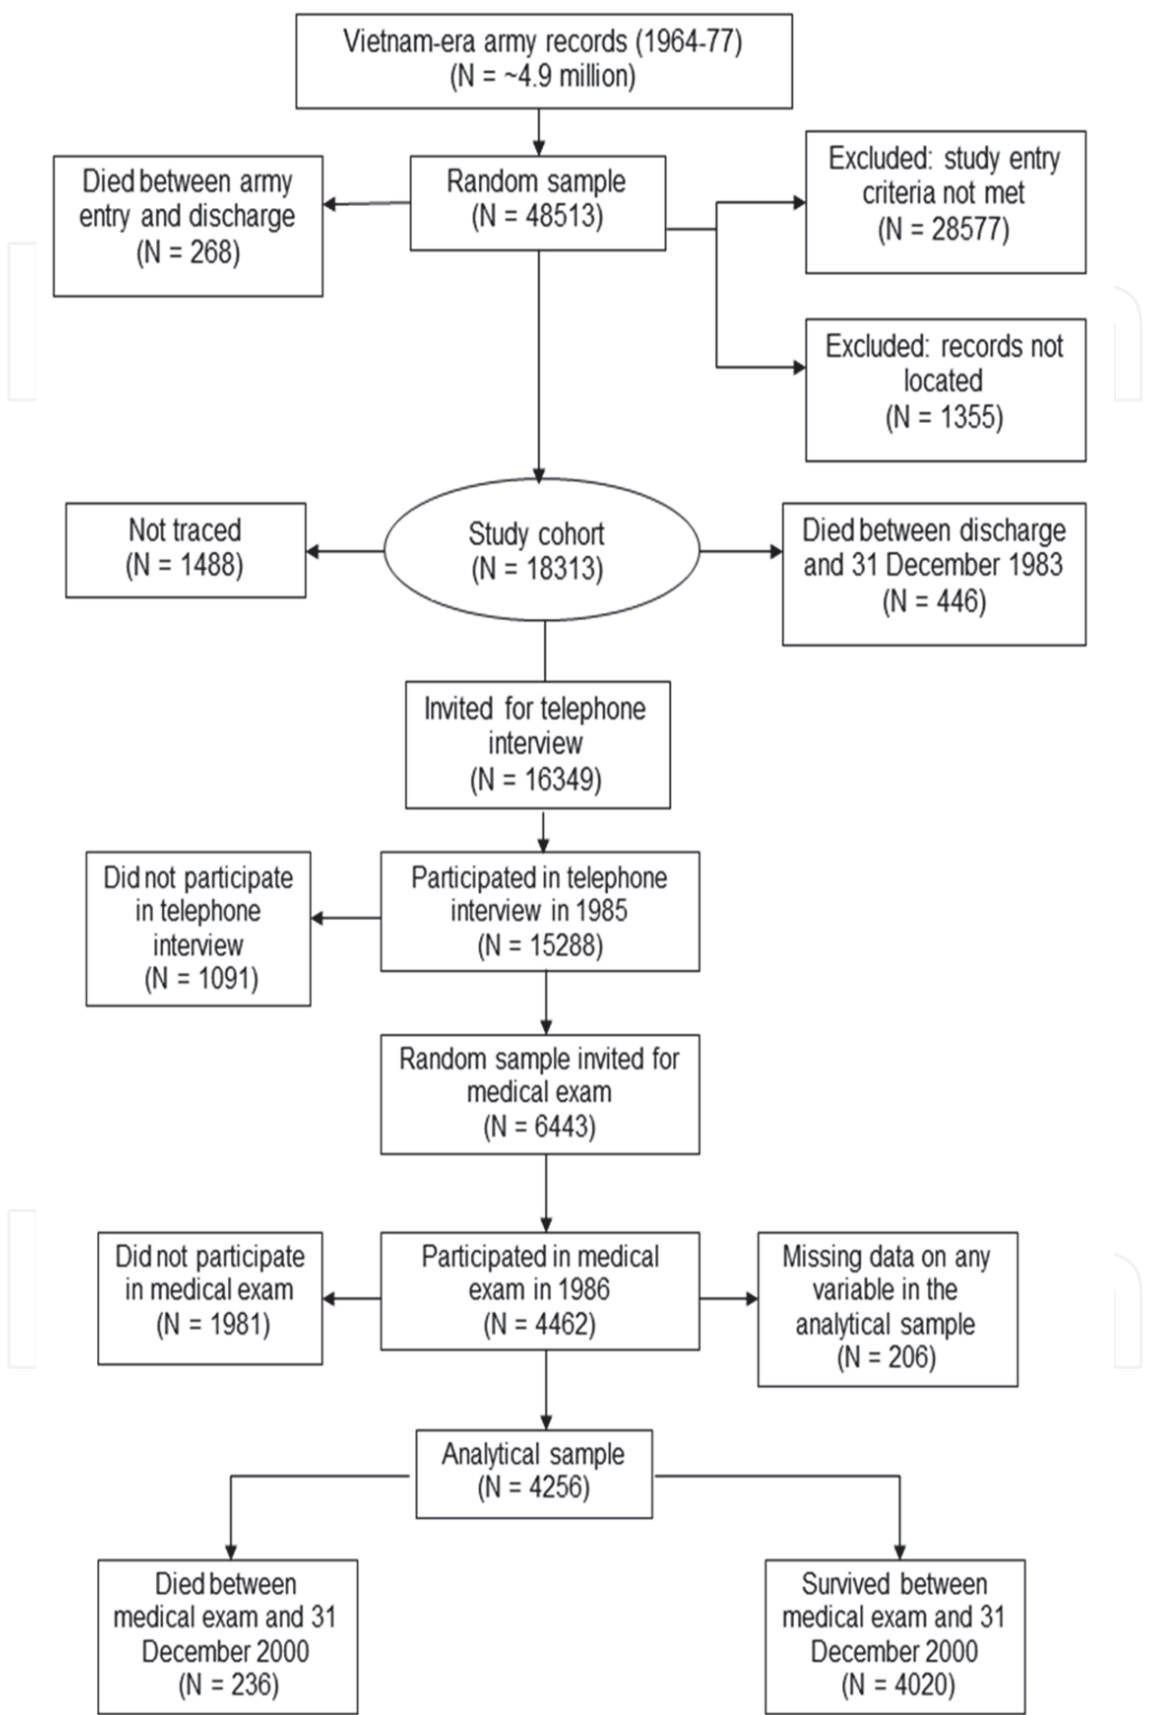 Vietnam-era army records (1964-77)
(N = ~4.9 million)
Died between army
entry and discharge
(N = 268)
Random sample
(N = 48513)
Excluded: study entry
criteria not met
(N = 28577)
Excluded: records not
located
(N = 1355)
Not traced
(N = 1488)
Study cohort
(N = 18313)
Died between discharge
and 31 December 1983
(N = 446)
Invited for telephone
interview
(N = 16349)
Did not participate
in telephone
interview
(N = 1091)
Participated in telephone
interview in 1985
(N = 15288)
Random sample invited for
medical exam
(N = 6443)
Did not participate
in medical exam
(N = 1981)
Participated in medical
exam in 1986
(N = 4462)
Missing data on any
variable in the
analytical sample
(N = 206)
Analytical sample
(N = 4256)
Died between
medical exam and 31
December 2000
(N = 236)
Survived between
medical exam and 31
December 2000
(N = 4020)